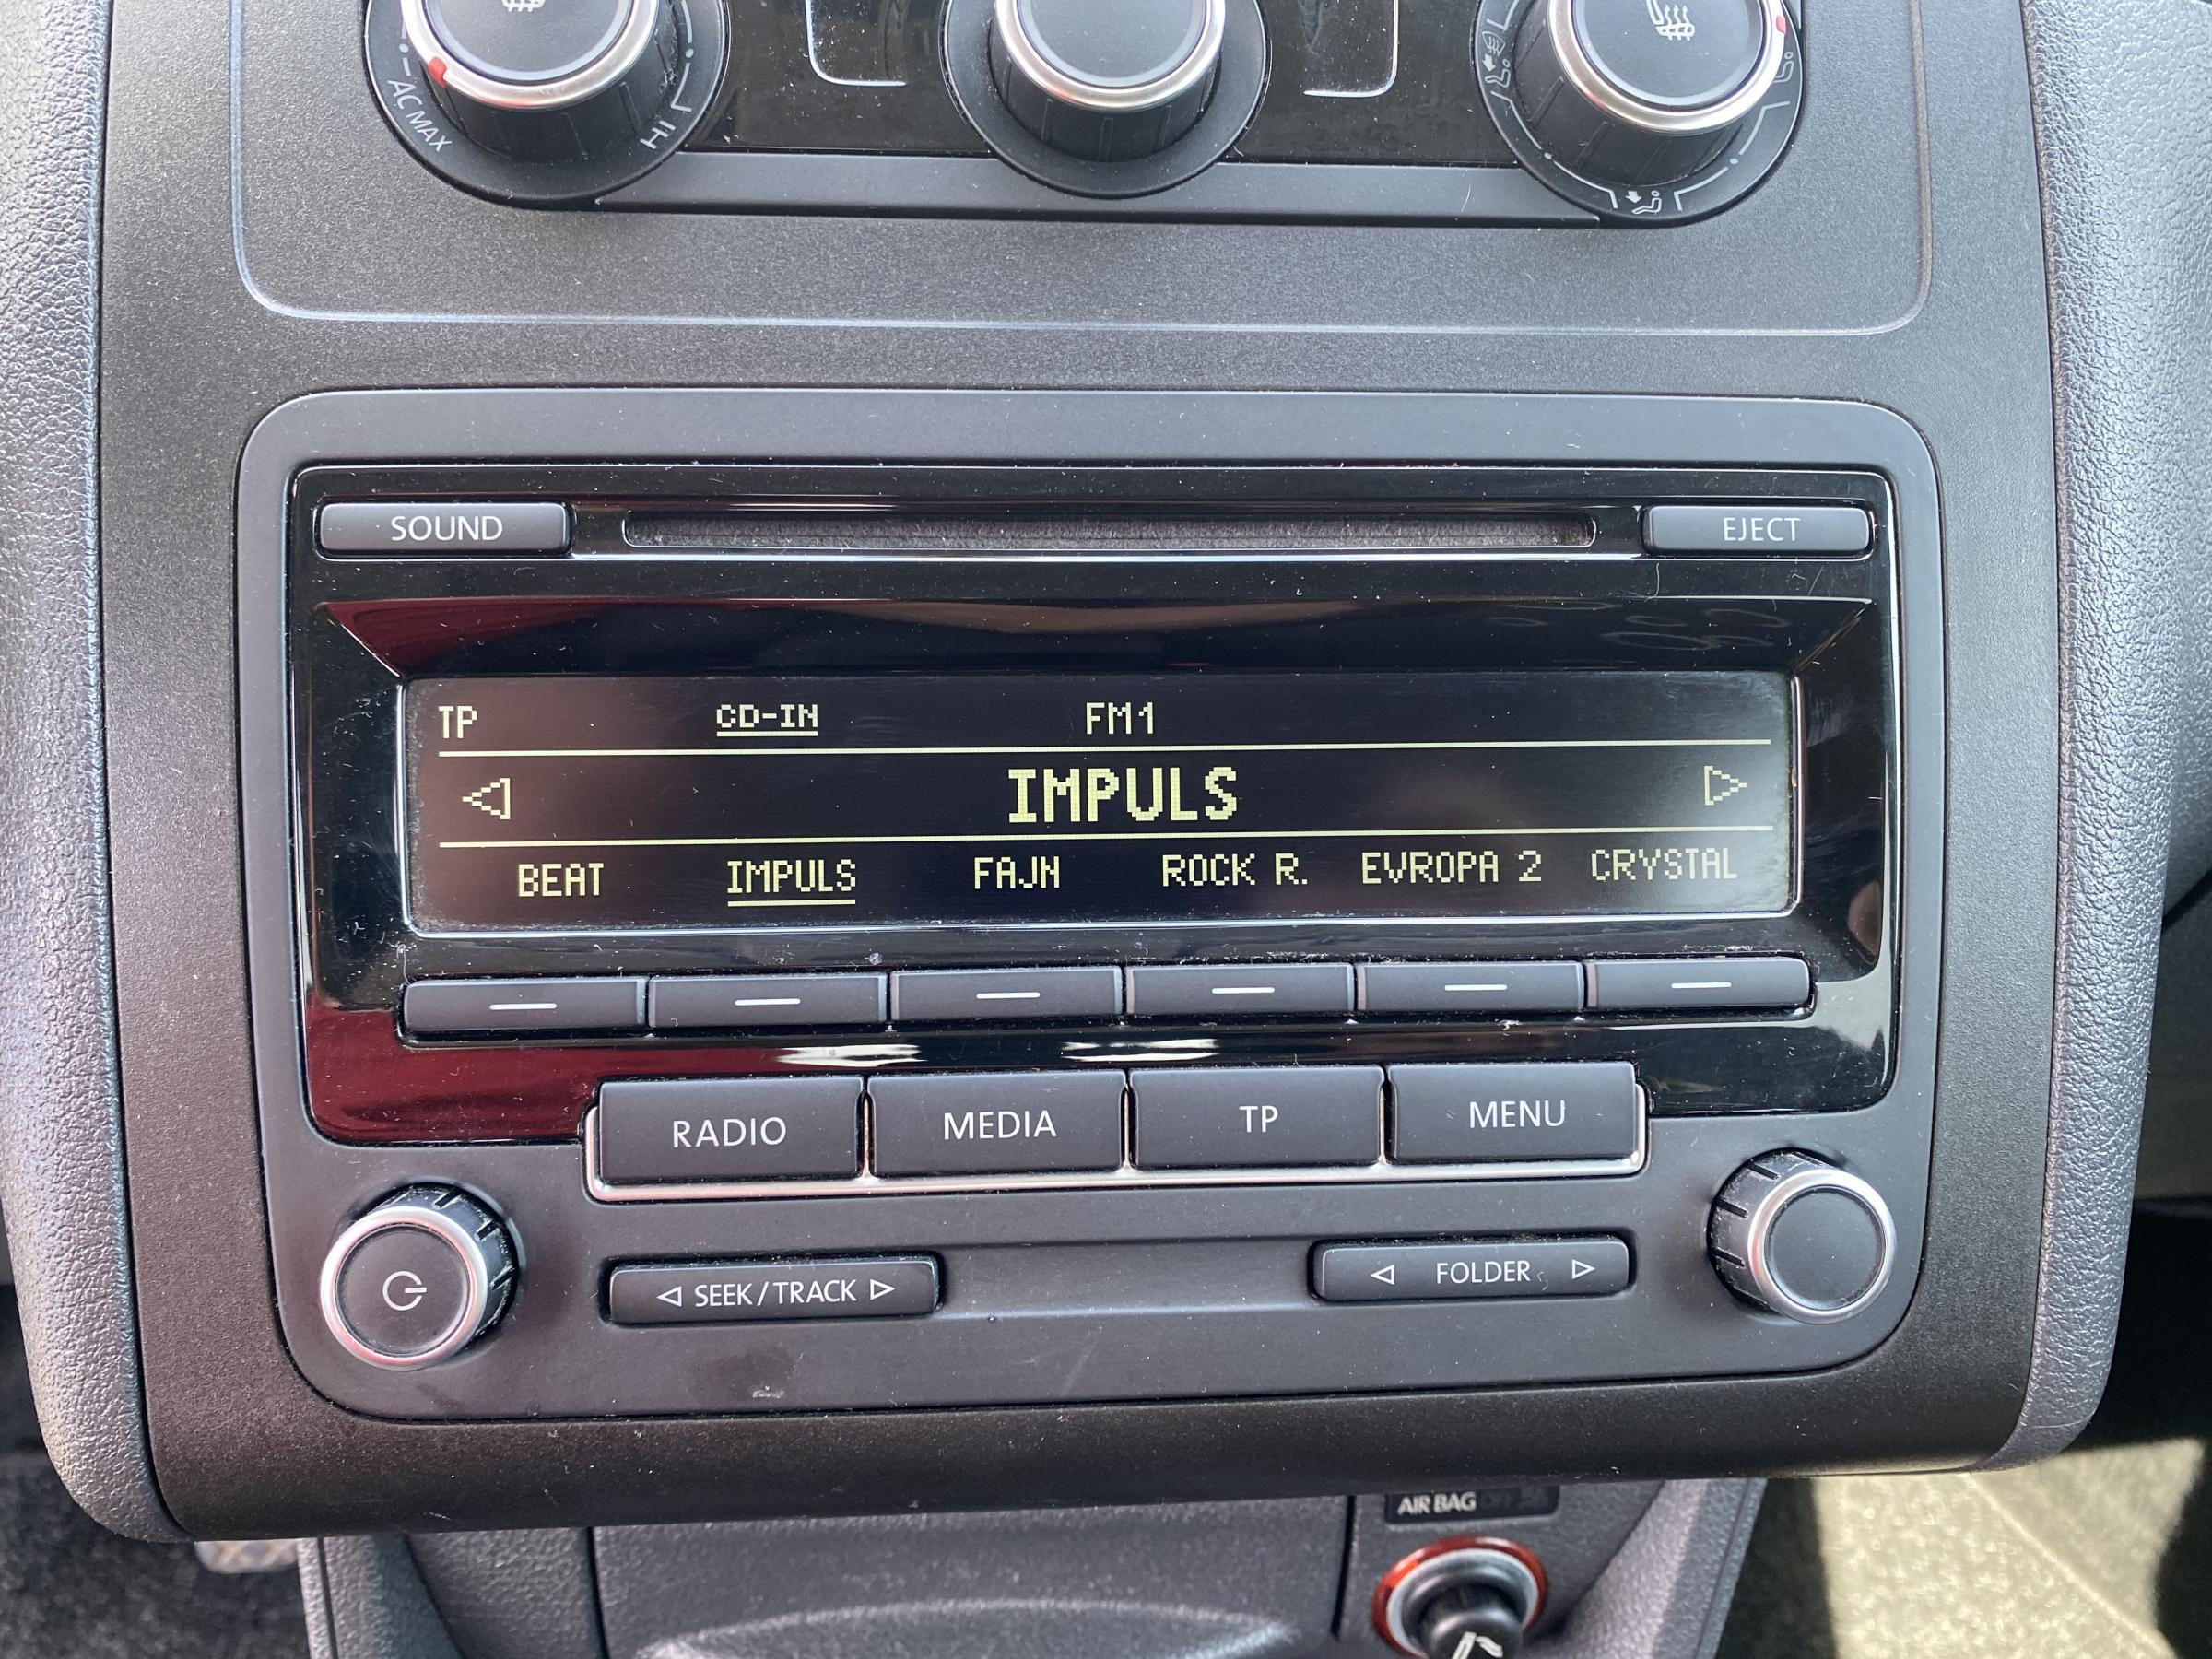 AC MAX
HI
SOUND
EJECT
TP CD-IN FM1
IMPULS
BEAT IMPULS FAJN ROCK R. EVROPA 2 CRYSTAL
RADIO MEDIA TP MENU
SEEK / TRACK
FOLDER
AIR BAG